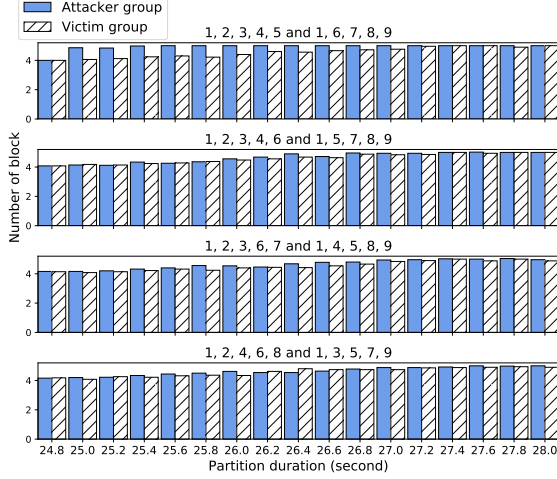 Attacker group
Victim group
1, 2, 3, 4, 5 and 1, 6, 7, 8, 9
4
2
0
1, 2, 3, 4, 6 and 1, 5, 7, 8, 9
4
2
0
1, 2, 3, 6, 7 and 1, 4, 5, 8, 9
4
2
0
1, 2, 4, 6, 8 and 1, 3, 5, 7, 9
4
2
0
Number of block
24.8 25.0 25.2 25.4 25.6 25.8 26.0 26.2 26.4 26.6 26.8 27.0 27.2 27.4 27.6 27.8 28.0
Partition duration (second)